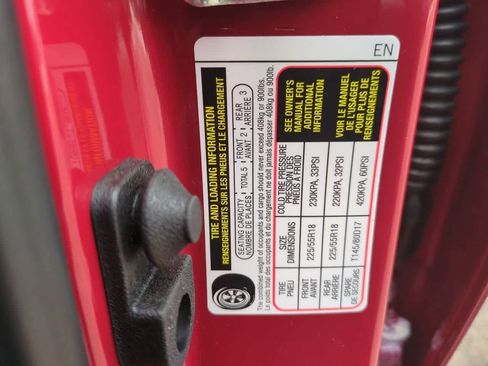 EN
TIRE AND LOADING INFORMATION
RENSEIGNEMENTS SUR LES PNEUS ET LE CHARGEMENT
SEATING CAPACITY TOTAL 5 FRONT 2 REAR 3
NOMBRE DE PLACES AVANT ARRIÈRE
The combined weight of occupants and cargo should never exceed 408kg or 900lbs.
Le poids total des occupants et du chargement ne doit jamais dépasser 408kg ou 900lb.
TIRE SIZE COLD TIRE PRESSURE
PNEU DIMENSIONS PRESSION DES PNEUS À FROID
FRONT AVANT 225/55R18 230KPA, 33PSI
REAR ARRIÈRE 225/55R18 220KPA, 32PSI
SPARE DE SECOURS T145/80D17 420KPA, 60PSI
SEE OWNER'S
MANUAL FOR
ADDITIONAL
INFORMATION
VOIR LE MANUEL
DE L'USAGER
POUR PLUS DE
RENSEIGNEMENTS